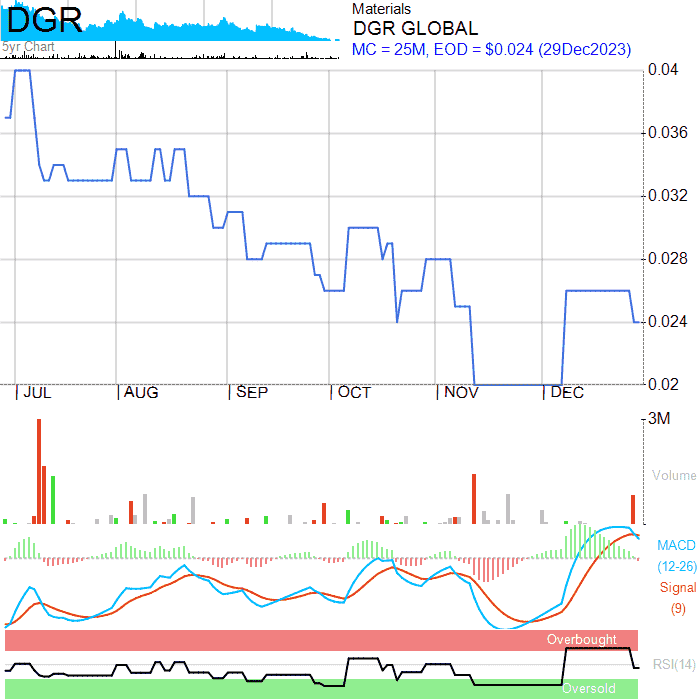 DGR
5yr Chart
Materials
DGR GLOBAL
MC = 25M, EOD = $0.024 (29Dec2023)
0.04
0.036
0.032
0.028
0.024
0.02
JUL AUG SEP OCT NOV DEC
3M
Volume
MACD
(12-26)
Signal
(9)
Overbought
RSI(14)
Oversold